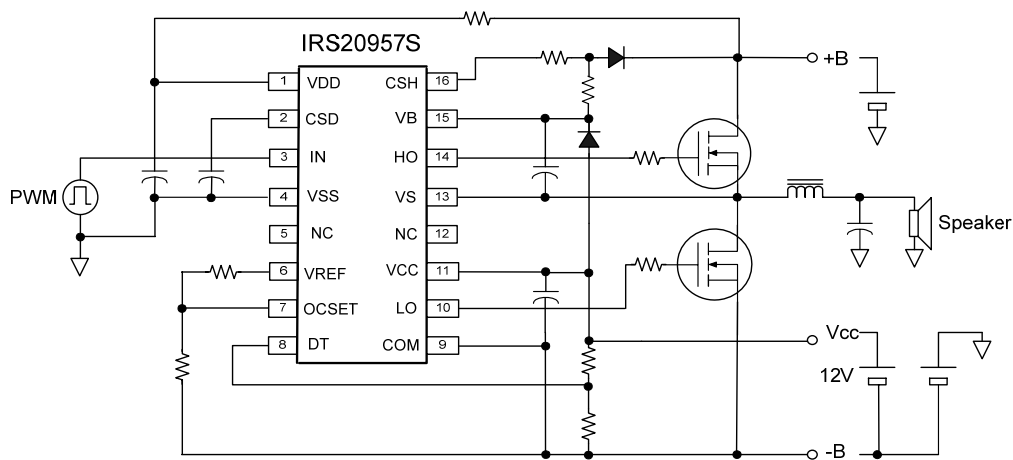 IRS20957S
1 VDD CSH 16
2 CSD VB 15
3 IN HO 14
4 VSS VS 13
5 NC NC 12
6 VREF VCC 11
7 OCSET LO 10
8 DT COM 9
PWM
+B
Speaker
Vcc
12V
-B